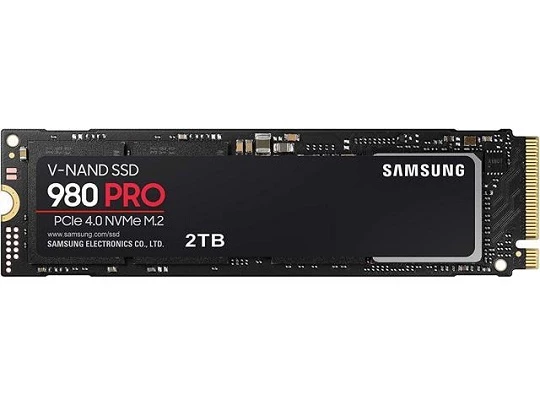 V-NAND SSD
980 PRO
PCIe 4.0 NVMe M.2
www.samsung.com/ssd
SAMSUNG ELECTRONICS CO., LTD.
2TB
SAMSUNG